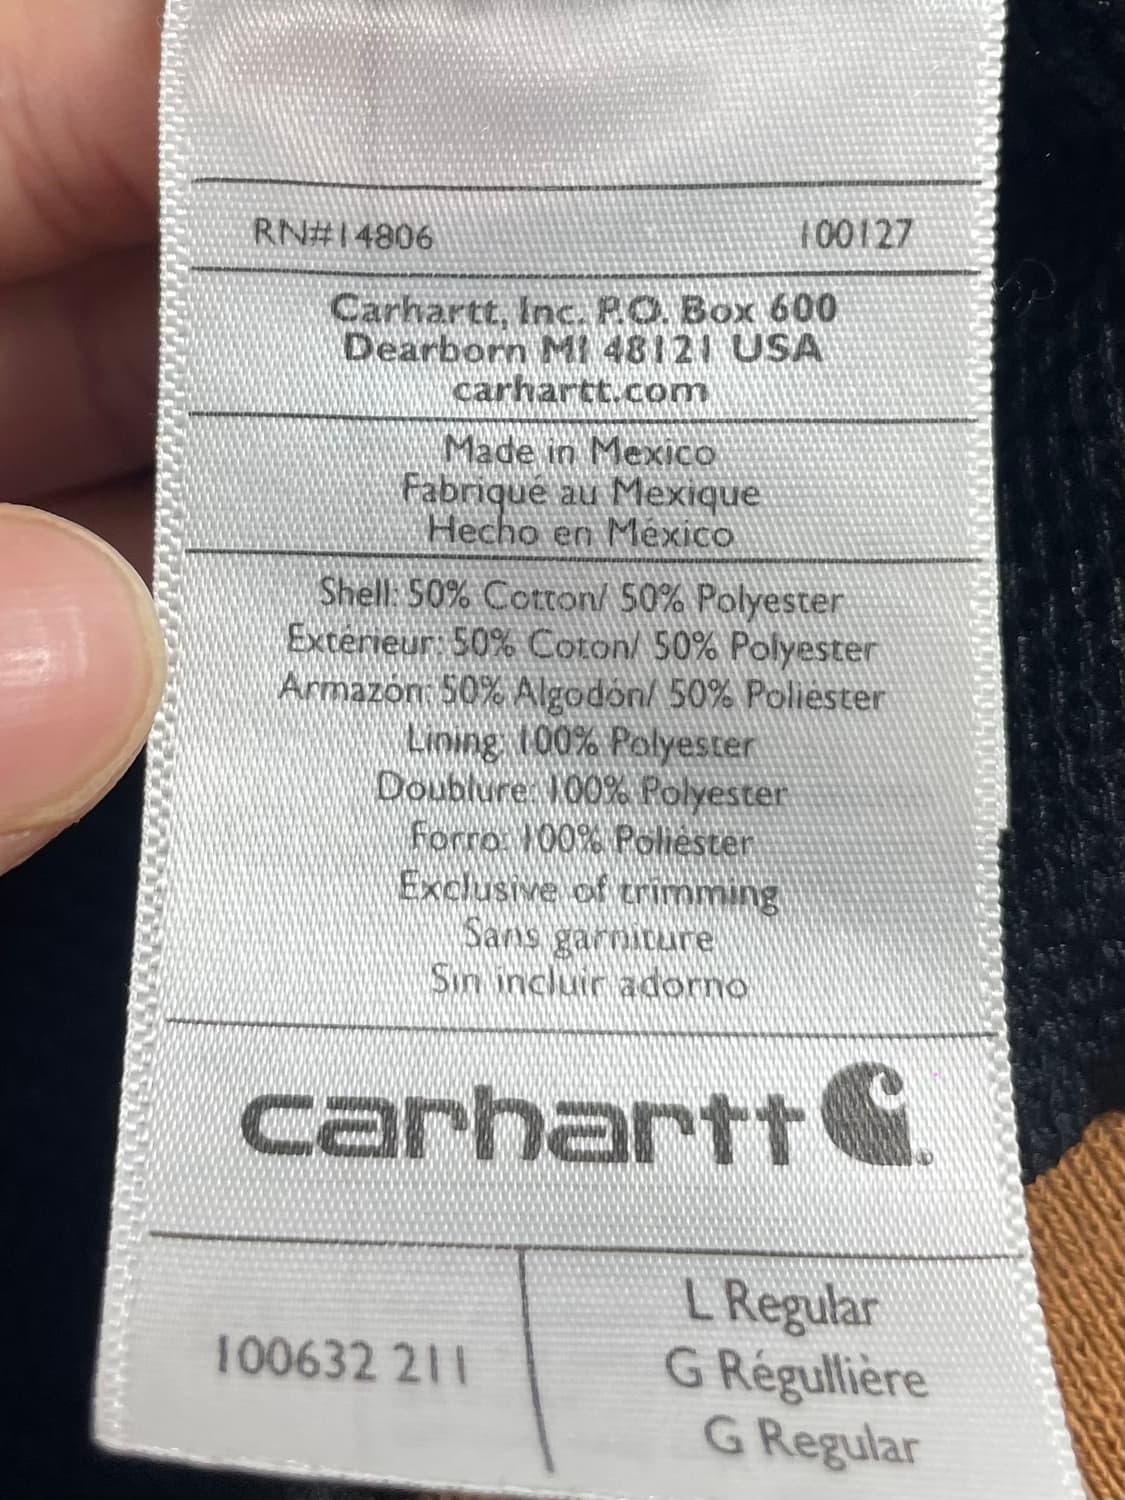 RN#14806 100127
Carhartt, Inc. P.O. Box 600
Dearborn MI 48121 USA
carhartt.com
Made in Mexico
Fabriqué au Mexique
Hecho en México
Shell: 50% Cotton/ 50% Polyester
Extérieur: 50% Coton/ 50% Polyester
Armazón: 50% Algodón/ 50% Poliéster
Lining: 100% Polyester
Doublure: 100% Polyester
Forro: 100% Poliéster
Exclusive of trimming
Sans garniture
Sin incluir adorno
carhartt
100632 211
L Regular
G Régullière
G Regular